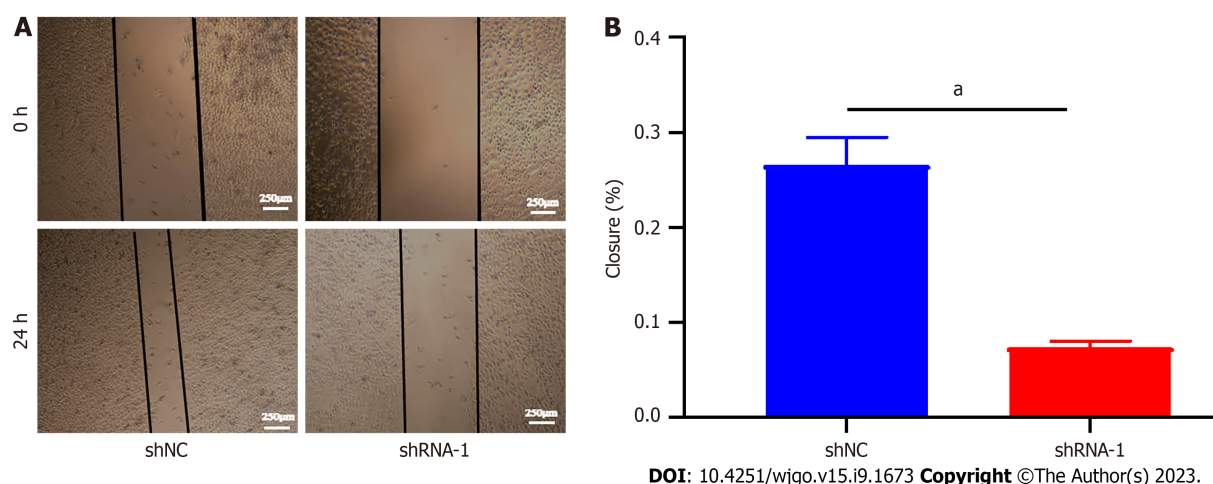 A
0 h
250μm
250μm
24 h
250μm
250μm
shNC
shRNA-1
B
Closure (%)
0.4
0.3
0.2
0.1
0.0
a
shNC
shRNA-1
DOI: 10.4251/wjgo.v15.i9.1673 Copyright ©The Author(s) 2023.